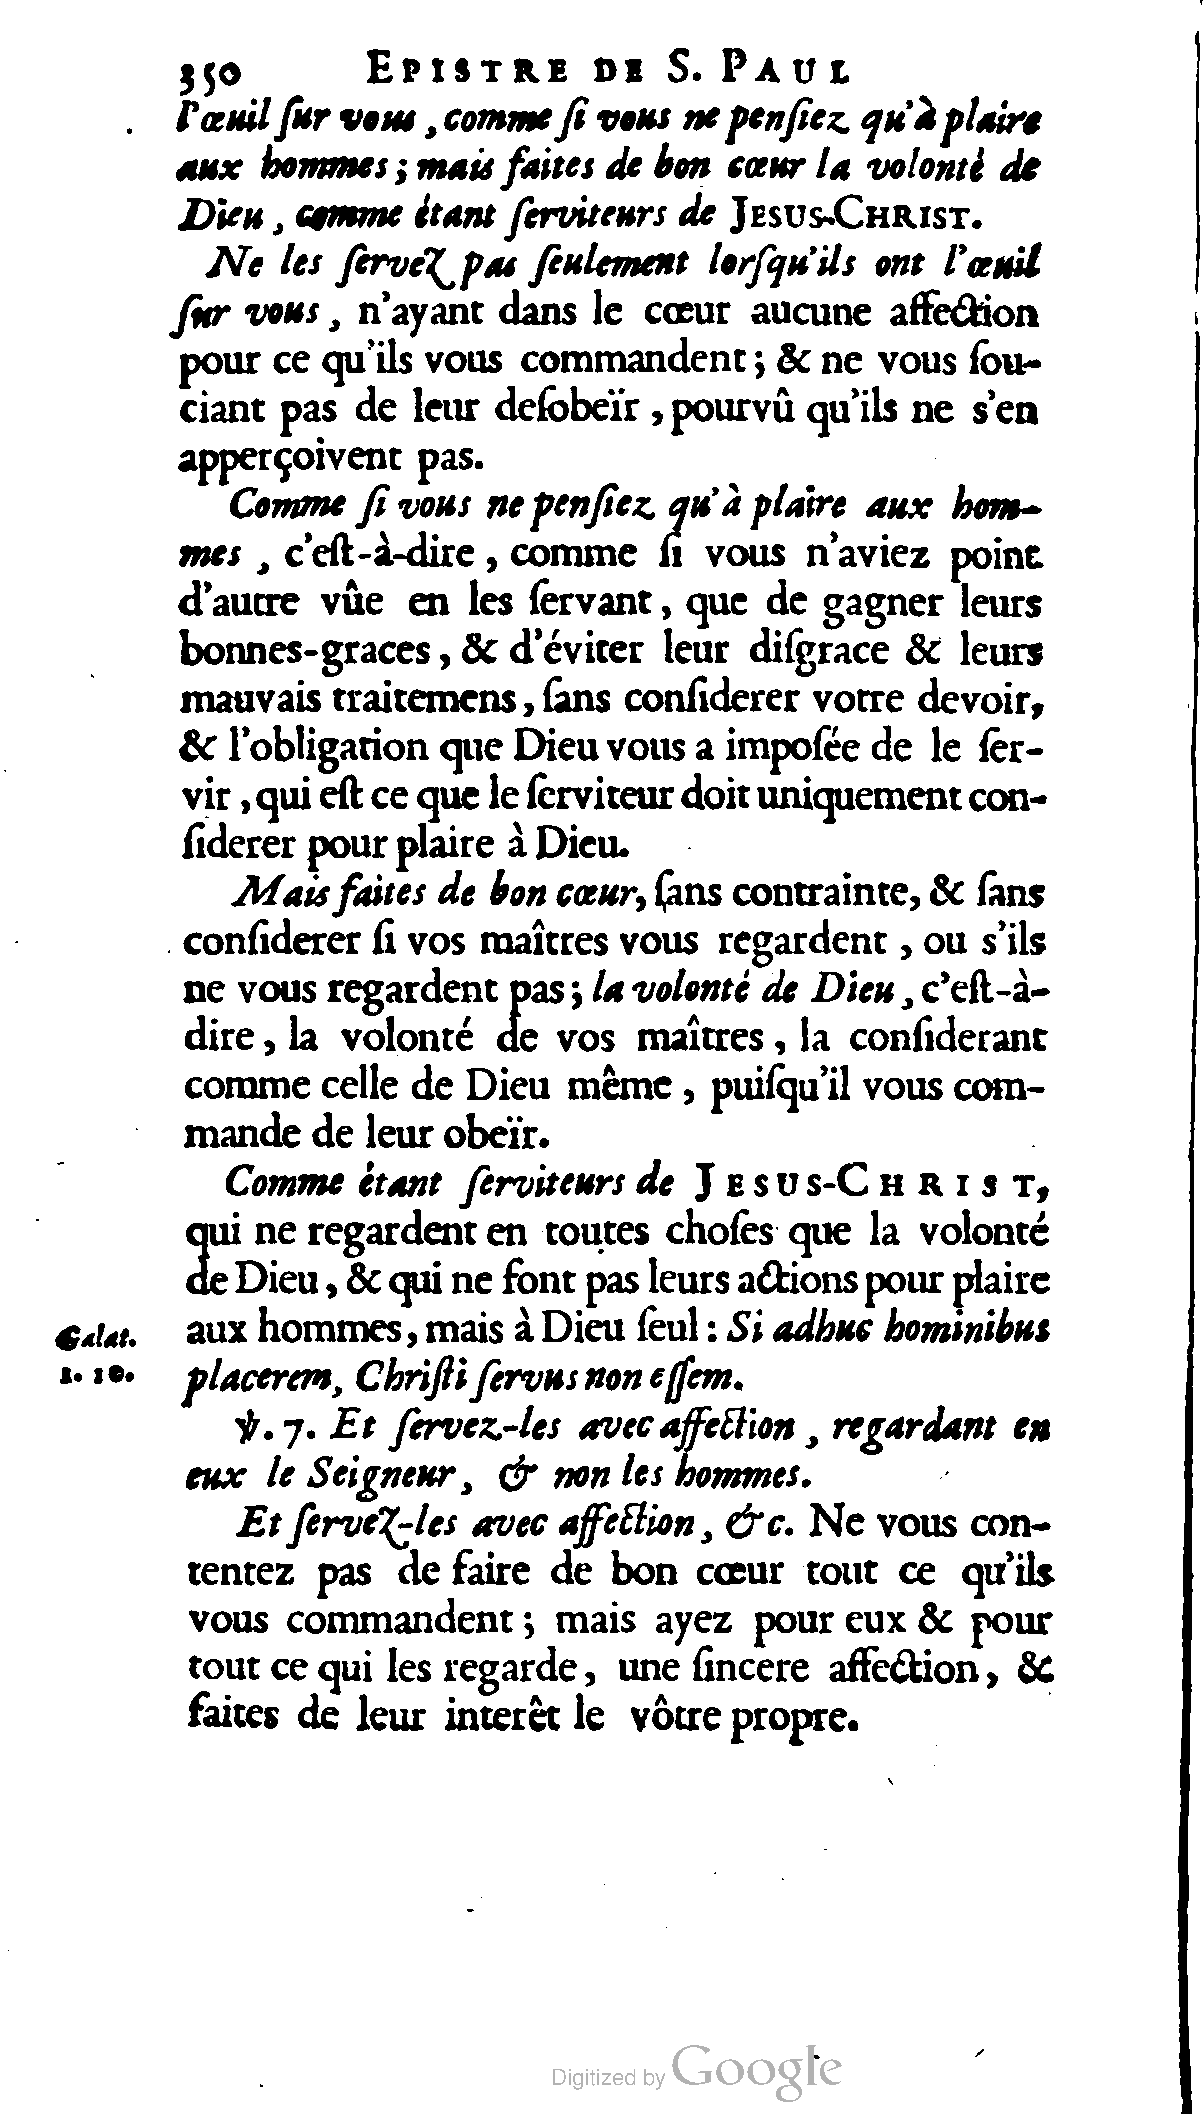 350 EPISTRE DE S. PAUL
l'œuil ſur vous, comme ſi vous ne penſiez qu'à plaire
aux hommes; mais faites de bon cœur la volonté de
Dieu, comme étant ſerviteurs de JESUS-CHRIST.
Ne les ſervez pas ſeulement lorſqu'ils ont l'œuil
ſur vous, n'ayant dans le cœur aucune affection
pour ce qu'ils vous commandent; & ne vous ſou-
ciant pas de leur deſobeïr, pourvû qu'ils ne s'en
apperçoivent pas.
Comme ſi vous ne penſiez qu'à plaire aux hom-
mes, c'eſt-à-dire, comme ſi vous n'aviez point
d'autre vûe en les ſervant, que de gagner leurs
bonnes-graces, & d'éviter leur diſgrace & leurs
mauvais traitemens, ſans conſiderer votre devoir,
& l'obligation que Dieu vous a impoſée de le ſer-
vir, qui eſt ce que le ſerviteur doit uniquement con-
ſiderer pour plaire à Dieu.
Mais faites de bon cœur, ſans contrainte, & ſans
conſiderer ſi vos maîtres vous regardent, ou s'ils
ne vous regardent pas; la volonté de Dieu, c'eſt-à-
dire, la volonté de vos maîtres, la conſiderant
comme celle de Dieu même, puiſqu'il vous com-
mande de leur obeïr.
Comme étant ſerviteurs de JESUS-CHRIST,
qui ne regardent en toutes choſes que la volonté
de Dieu, & qui ne font pas leurs actions pour plaire
aux hommes, mais à Dieu ſeul: Si adhuc hominibus
Galat.
1. 10.
placerem, Chriſti ſervus non eſſem.
℣. 7. Et ſervez-les avec affection, regardant en
eux le Seigneur, & non les hommes.
Et ſervez-les avec affection, &c. Ne vous con-
tentez pas de faire de bon cœur tout ce qu'ils
vous commandent; mais ayez pour eux & pour
tout ce qui les regarde, une ſincere affection, &
faites de leur interêt le vôtre propre.
Digitized by Google